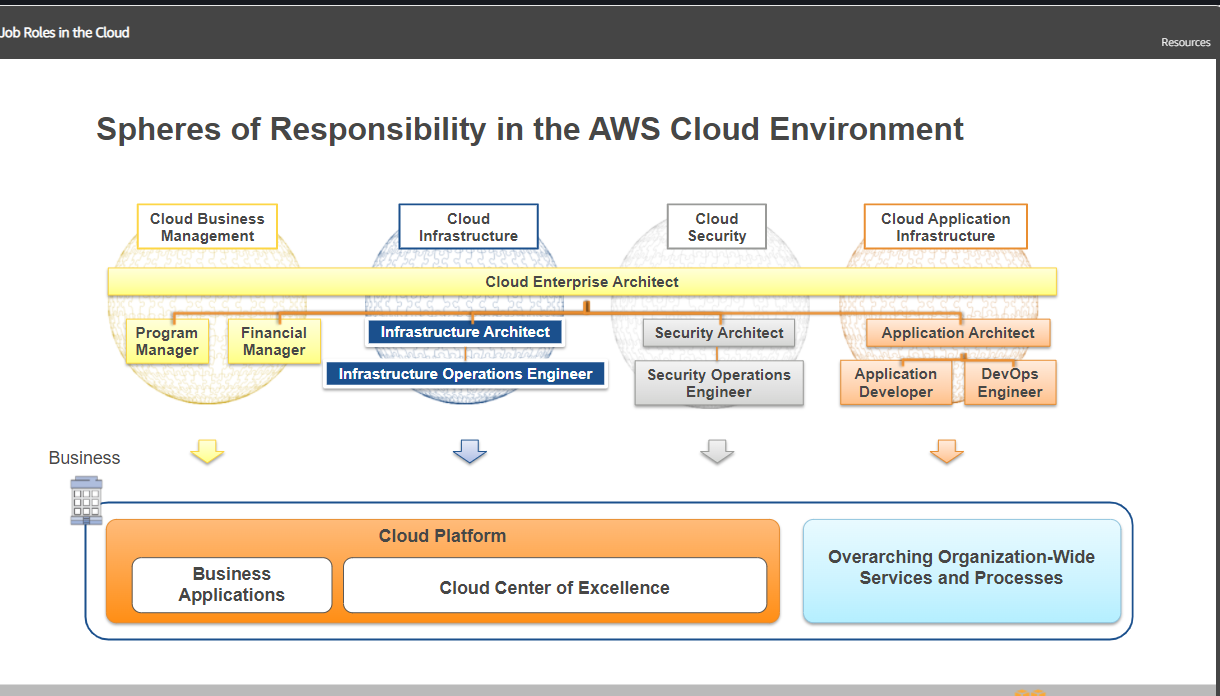 Job Roles in the Cloud
Resources
Spheres of Responsibility in the AWS Cloud Environment
Cloud Business
Management
Cloud
Infrastructure
Cloud
Security
Cloud Application
Infrastructure
Cloud Enterprise Architect
Program
Manager
Financial
Manager
Infrastructure Architect
Infrastructure Operations Engineer
Security Architect
Security Operations
Engineer
Application Architect
Application
Developer
DevOps
Engineer
Business
Cloud Platform
Business
Applications
Cloud Center of Excellence
Overarching Organization-Wide
Services and Processes